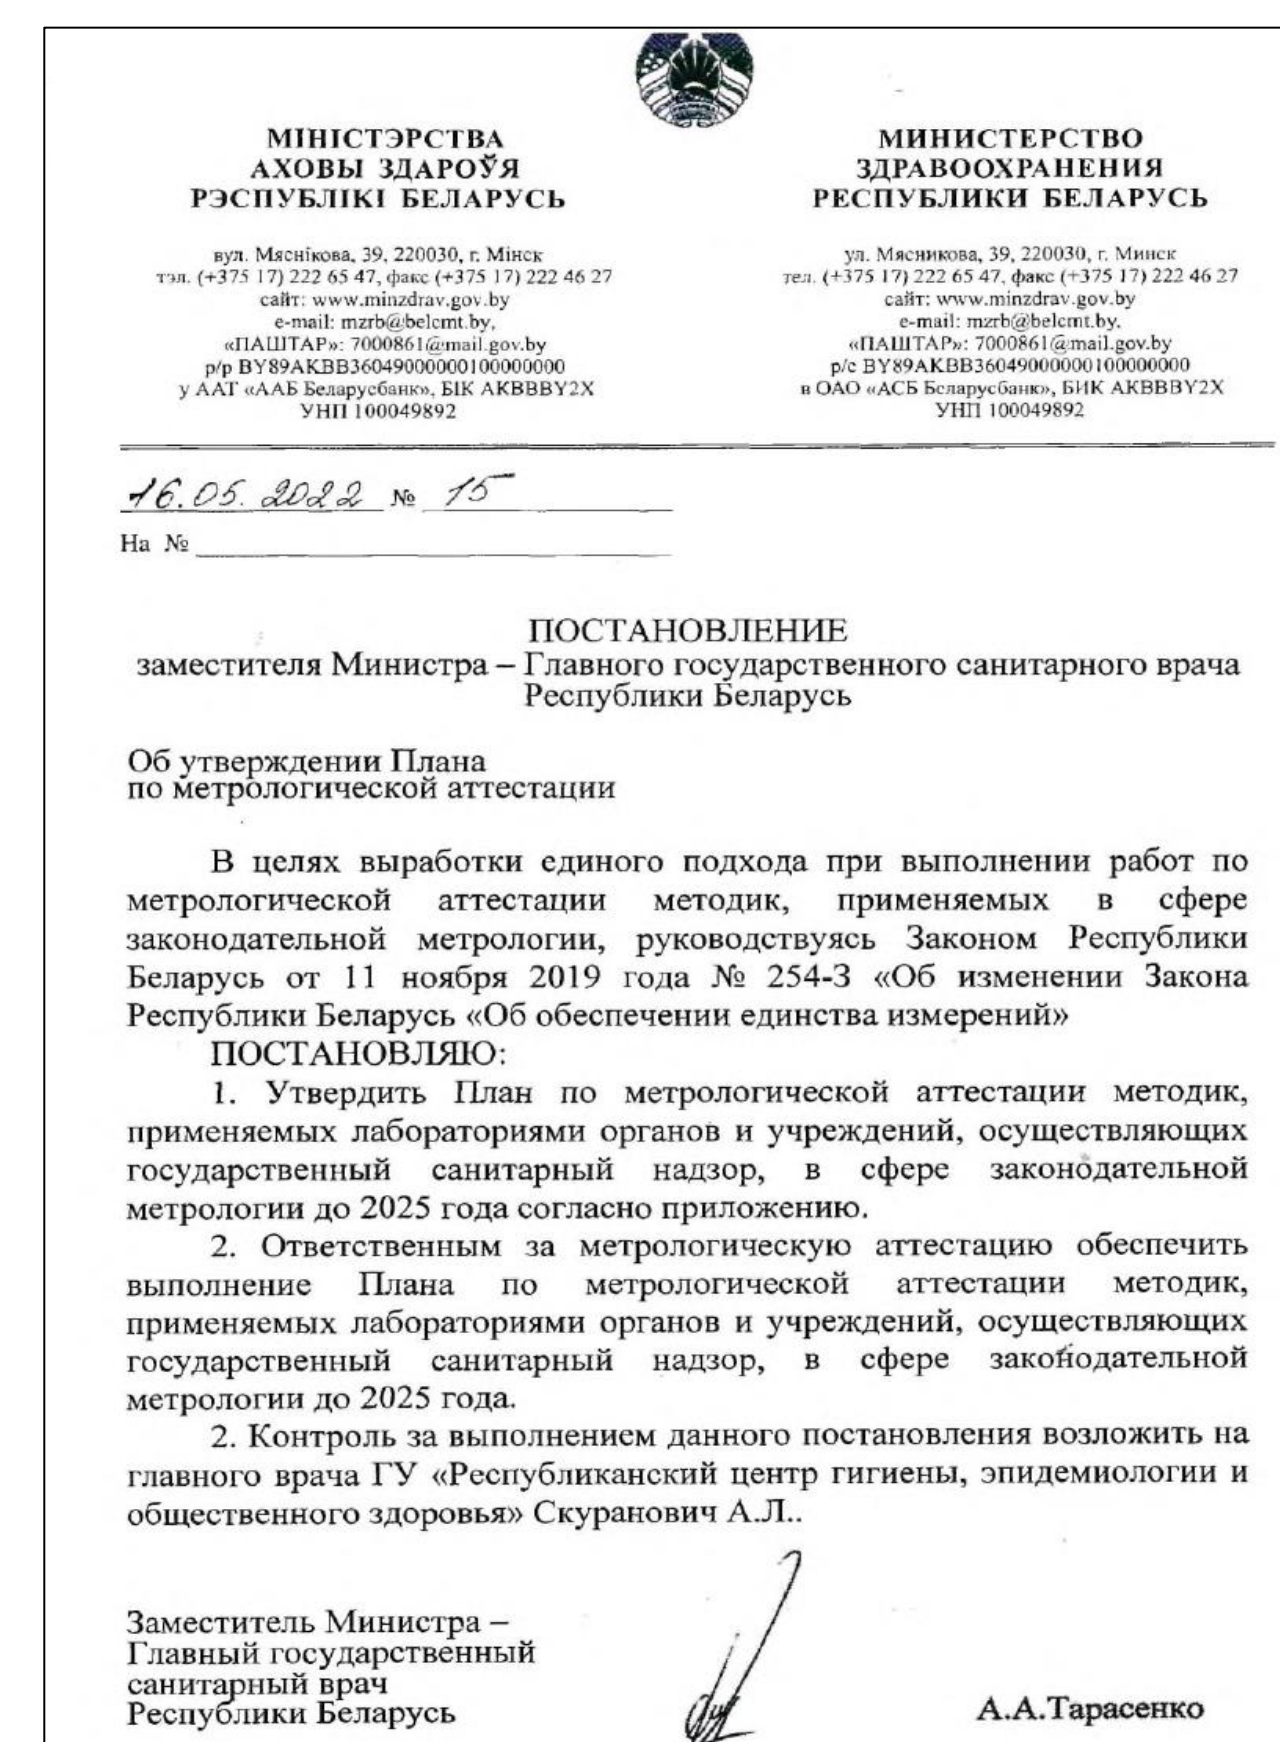 МІНІСТЭРСТВА
АХОВЫ ЗДАРОЎЯ
РЭСПУБЛІКІ БЕЛАРУСЬ
вул. Мяснікова, 39, 220030, г. Мінск
тэл. (+375 17) 222 65 47, факс (+375 17) 222 46 27
сайт: www.minzdrav.gov.by
e-mail: mzrb@belcmt.by,
«ПАШТАР»: 7000861@mail.gov.by
р/р BY89AKBB36049000000100000000
у ААТ «ААБ Беларусбанк», БІК AKBBBY2X
УНП 100049892
МИНИСТЕРСТВО
ЗДРАВООХРАНЕНИЯ
РЕСПУБЛИКИ БЕЛАРУСЬ
ул. Мясникова, 39, 220030, г. Минск
тел. (+375 17) 222 65 47, факс (+375 17) 222 46 27
сайт: www.minzdrav.gov.by
e-mail: mzrb@belcmt.by,
«ПАШТАР»: 7000861@mail.gov.by
р/с BY89AKBB36049000000100000000
в ОАО «АСБ Беларусбанк», БИК AKBBBY2X
УНП 100049892
16.05.2022 № 15
На №
ПОСТАНОВЛЕНИЕ
заместителя Министра – Главного государственного санитарного врача
Республики Беларусь
Об утверждении Плана
по метрологической аттестации
В целях выработки единого подхода при выполнении работ по
метрологической аттестации методик, применяемых в сфере
законодательной метрологии, руководствуясь Законом Республики
Беларусь от 11 ноября 2019 года № 254-З «Об изменении Закона
Республики Беларусь «Об обеспечении единства измерений»
ПОСТАНОВЛЯЮ:
1. Утвердить План по метрологической аттестации методик,
применяемых лабораториями органов и учреждений, осуществляющих
государственный санитарный надзор, в сфере законодательной
метрологии до 2025 года согласно приложению.
2. Ответственным за метрологическую аттестацию обеспечить
выполнение Плана по метрологической аттестации методик,
применяемых лабораториями органов и учреждений, осуществляющих
государственный санитарный надзор, в сфере законодательной
метрологии до 2025 года.
2. Контроль за выполнением данного постановления возложить на
главного врача ГУ «Республиканский центр гигиены, эпидемиологии и
общественного здоровья» Скуранович А.Л..
Заместитель Министра –
Главный государственный
санитарный врач
Республики Беларусь
А.А.Тарасенко